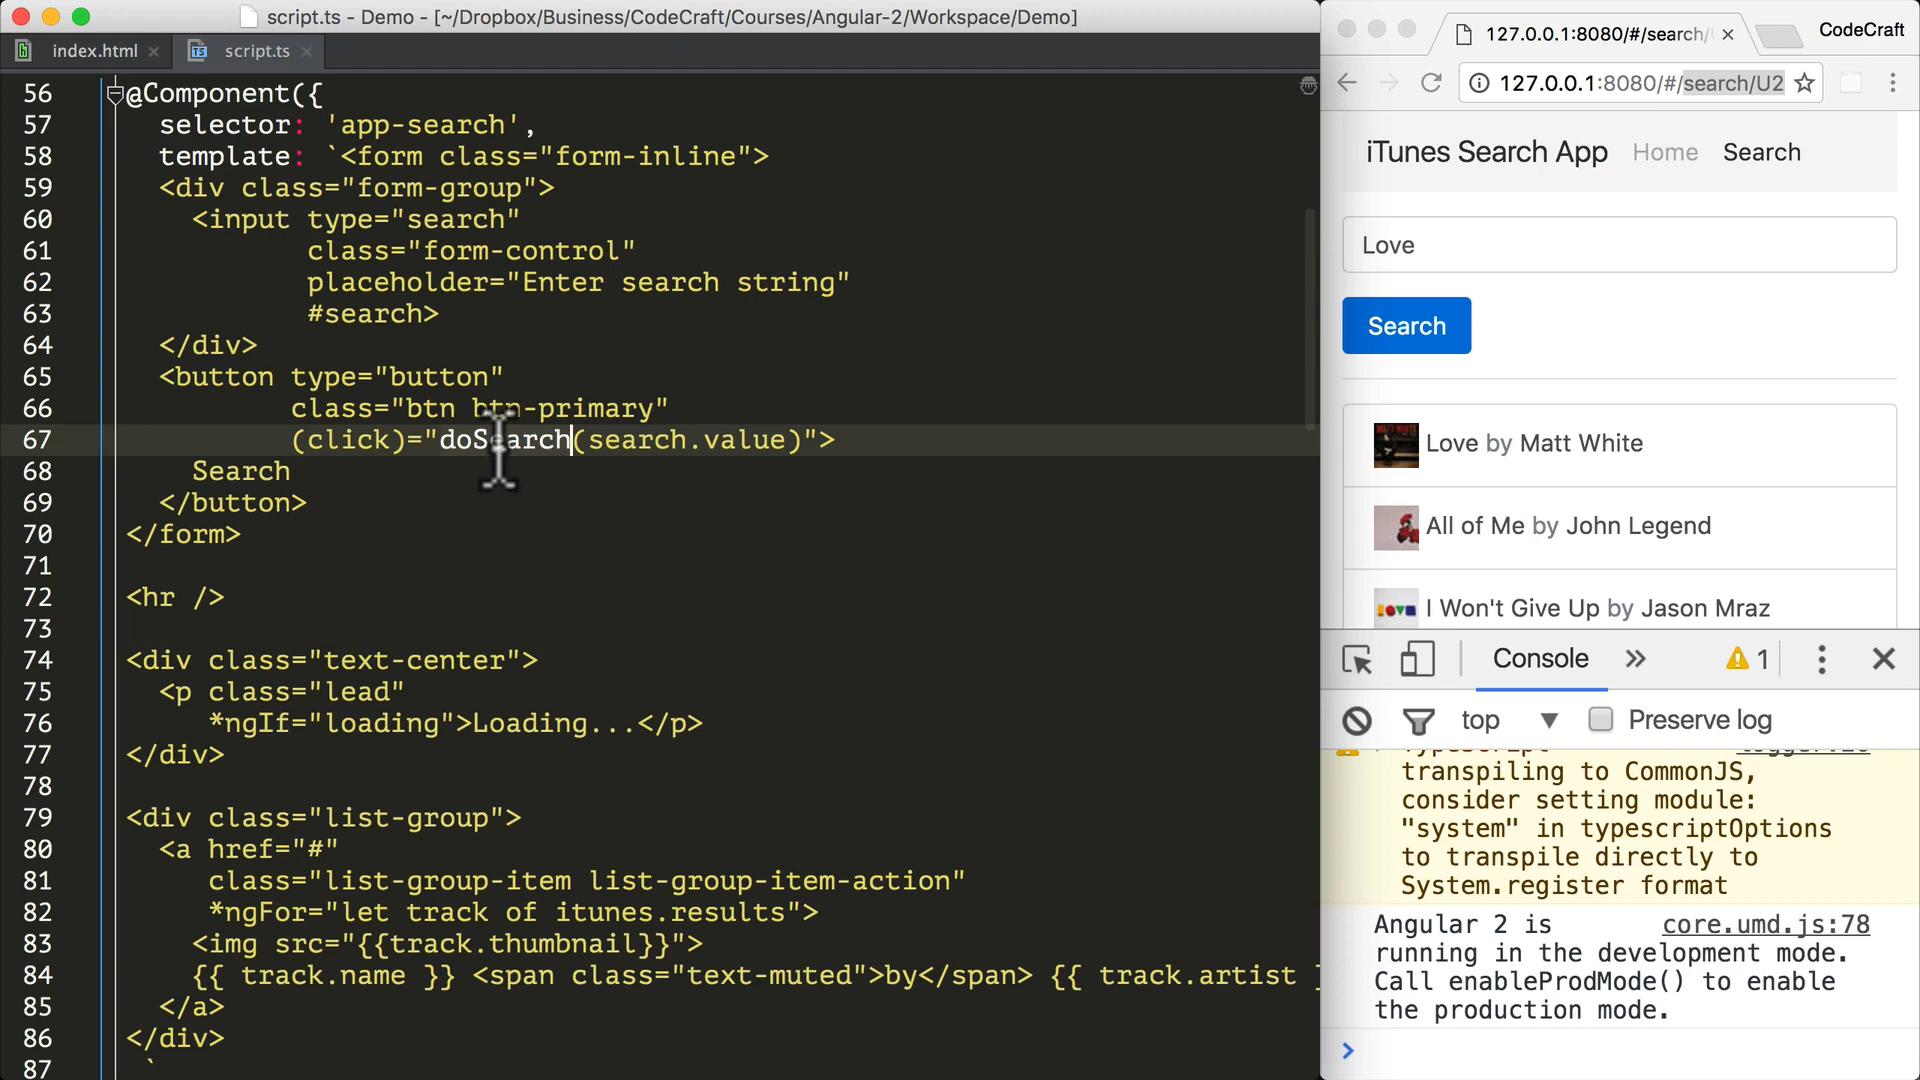 script.ts - Demo - [~/Dropbox/Business/CodeCraft/Courses/Angular-2/Workspace/Demo]
index.html
script.ts
56 @Component({
57 selector: 'app-search',
58 template: `<form class="form-inline">
59 <div class="form-group">
60 <input type="search"
61 class="form-control"
62 placeholder="Enter search string"
63 #search>
64 </div>
65 <button type="button"
66 class="btn btn-primary"
67 (click)="doSearch(search.value)">
68 Search
69 </button>
70 </form>
71
72 <hr />
73
74 <div class="text-center">
75 <p class="lead"
76 *ngIf="loading">Loading...</p>
77 </div>
78
79 <div class="list-group">
80 <a href="#"
81 class="list-group-item list-group-item-action"
82 *ngFor="let track of itunes.results">
83 <img src="{{track.thumbnail}}">
84 {{ track.name }} <span class="text-muted">by</span> {{ track.artist
85 </a>
86 </div>
87 `
127.0.0.1:8080/#/search/
CodeCraft
127.0.0.1:8080/#/search/U2
iTunes Search App Home Search
Love
Search
Love by Matt White
All of Me by John Legend
I Won't Give Up by Jason Mraz
Console
1
top
Preserve log
transpiling to CommonJS,
consider setting module:
"system" in typescriptOptions
to transpile directly to
System.register format
Angular 2 is core.umd.js:78
running in the development mode.
Call enableProdMode() to enable
the production mode.